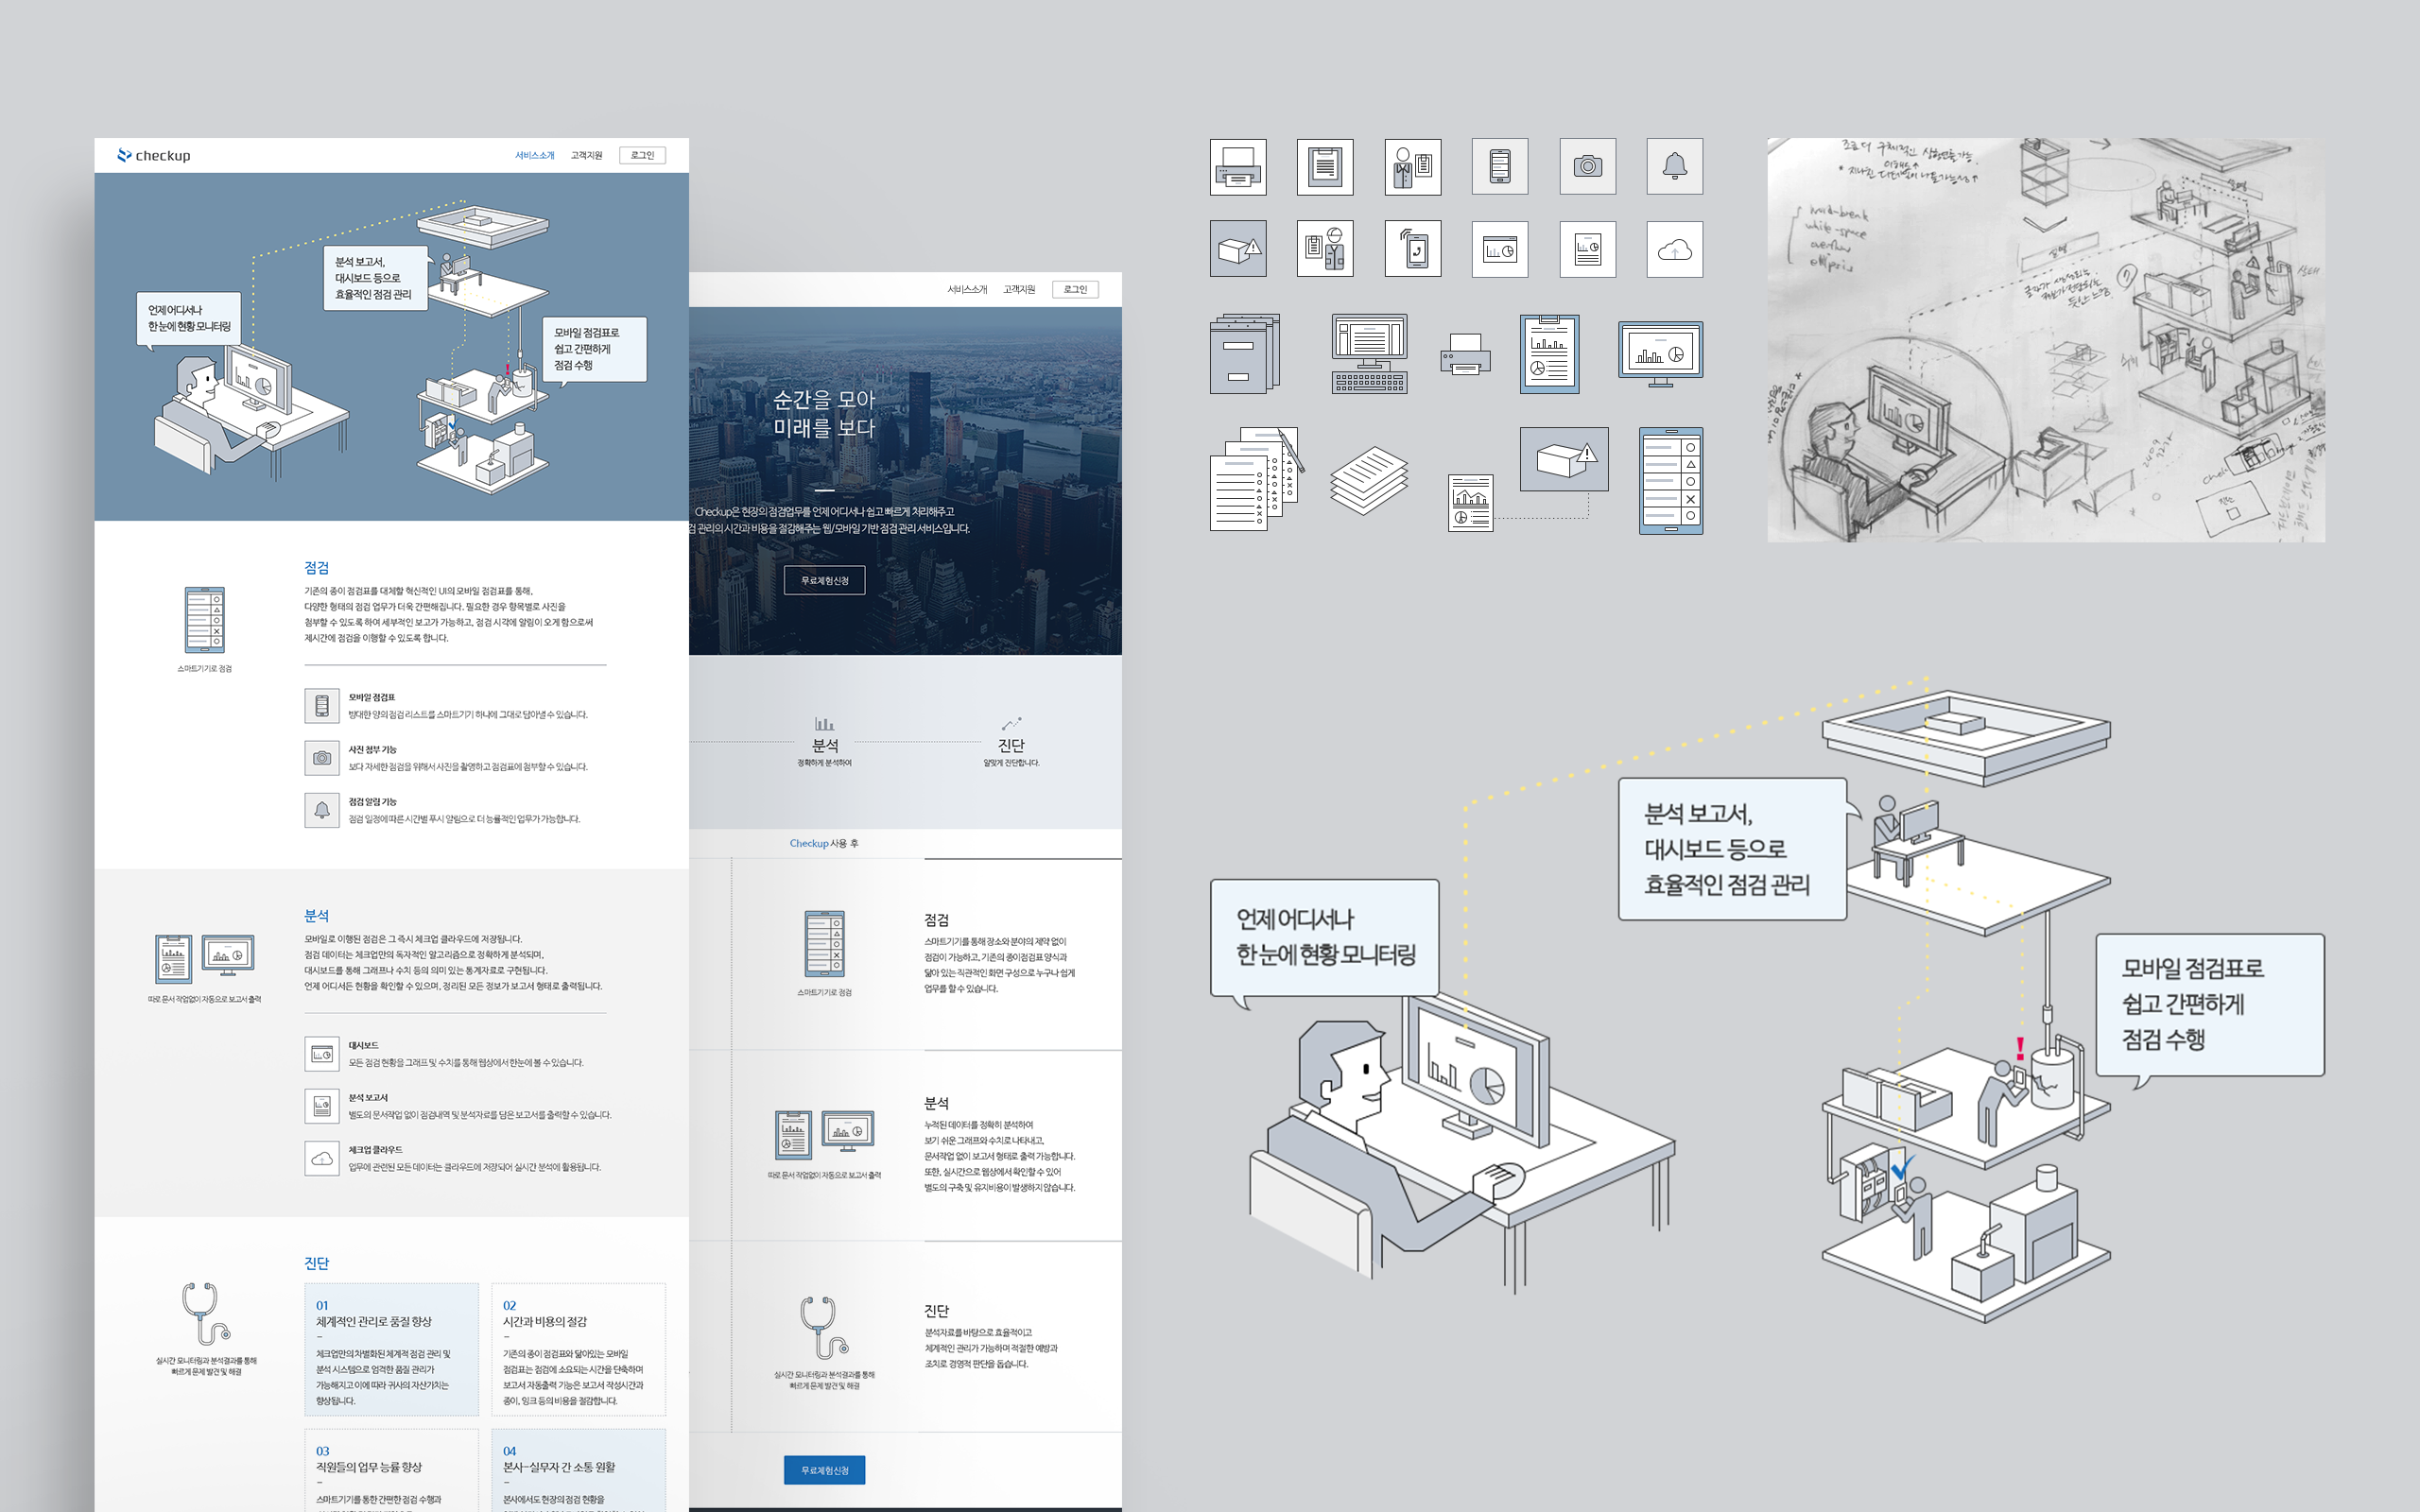 checkup
서비스소개
고객지원
로그인
분석 보고서,
대시보드 등으로
효율적인 점검 관리
언제 어디서나
한 눈에 현황 모니터링
모바일 점검표로
쉽고 간편하게
점검 수행
점검
기존의 종이 점검표를 대체할 혁신적인 UI의 모바일 점검표를 통해,
다양한 형태의 점검 업무가 더욱 간편해집니다. 필요한 경우 항목별로 사진을
첨부할 수 있도록 하여 세부적인 보고가 가능하고, 점검 시각에 알림이 오게 함으로써
제시간에 점검을 이행할 수 있도록 합니다.
스마트기기로 점검
모바일 점검표
방대한 양의 점검 리스트를 스마트기기 하나에 그대로 담아낼 수 있습니다.
사진 첨부 기능
보다 자세한 점검을 위해서 사진을 촬영하고 점검표에 첨부할 수 있습니다.
점검 알림 기능
점검 일정에 따른 시간별 푸시 알림으로 더 능률적인 업무가 가능합니다.
분석
모바일로 이행된 점검은 그 즉시 체크업 클라우드에 저장됩니다.
점검 데이터는 체크업만의 독자적인 알고리즘으로 정확하게 분석되며,
대시보드를 통해 그래프나 수치 등의 의미 있는 통계자료로 구현됩니다.
언제 어디서든 현황을 확인할 수 있으며, 정리된 모든 정보가 보고서 형태로 출력됩니다.
따로 문서 작업없이 자동으로 보고서 출력
대시보드
모든 점검 현황을 그래프 및 수치를 통해 웹상에서 한눈에 볼 수 있습니다.
분석 보고서
별도의 문서작업 없이 점검내역 및 분석자료를 담은 보고서를 출력할 수 있습니다.
체크업 클라우드
업무에 관련된 모든 데이터는 클라우드에 저장되어 실시간 분석에 활용됩니다.
진단
실시간 모니터링과 분석결과를 통해
빠르게 문제 발견 및 해결
01
체계적인 관리로 품질 향상
체크업만의 차별화된 체계적 점검 관리 및
분석 시스템으로 엄격한 품질 관리가
가능해지고 이에 따라 귀사의 자산가치는
향상됩니다.
02
시간과 비용의 절감
기존의 종이 점검표와 닮아있는 모바일
점검표는 점검에 소요되는 시간을 단축하며
보고서 자동출력 기능은 보고서 작성시간과
종이, 잉크 등의 비용을 절감합니다.
03
직원들의 업무 능률 향상
스마트기기를 통한 간편한 점검 수행과
04
본사-실무자 간 소통 원활
본사에서도 현장의 점검 현황을
서비스소개
고객지원
로그인
순간을 모아
미래를 보다
Checkup은 현장의 점검업무를 언제 어디서나 쉽고 빠르게 처리해주고
검 관리의 시간과 비용을 절감해주는 웹/모바일 기반 점검 관리 서비스입니다.
무료체험신청
분석
정확하게 분석하여
진단
알맞게 진단합니다.
Checkup 사용 후
스마트기기로 점검
점검
스마트기기를 통해 장소와 분야의 제약 없이
점검이 가능하고, 기존의 종이점검표 양식과
닮아 있는 직관적인 화면 구성으로 누구나 쉽게
업무를 할 수 있습니다.
따로 문서 작업없이 자동으로 보고서 출력
분석
누적된 데이터를 정확히 분석하여
보기 쉬운 그래프와 수치로 나타내고,
문서작업 없이 보고서 형태로 출력 가능합니다.
또한, 실시간으로 웹상에서 확인할 수 있어
별도의 구축 및 유지비용이 발생하지 않습니다.
실시간 모니터링과 분석결과를 통해
빠르게 문제 발견 및 해결
진단
분석자료를 바탕으로 효율적이고
체계적인 관리가 가능하며 적절한 예방과
조치로 경영적 판단을 돕습니다.
무료체험신청
word-break
white-space
overflow
ellipsis
분석 보고서,
대시보드 등으로
효율적인 점검 관리
언제 어디서나
한 눈에 현황 모니터링
모바일 점검표로
쉽고 간편하게
점검 수행
!